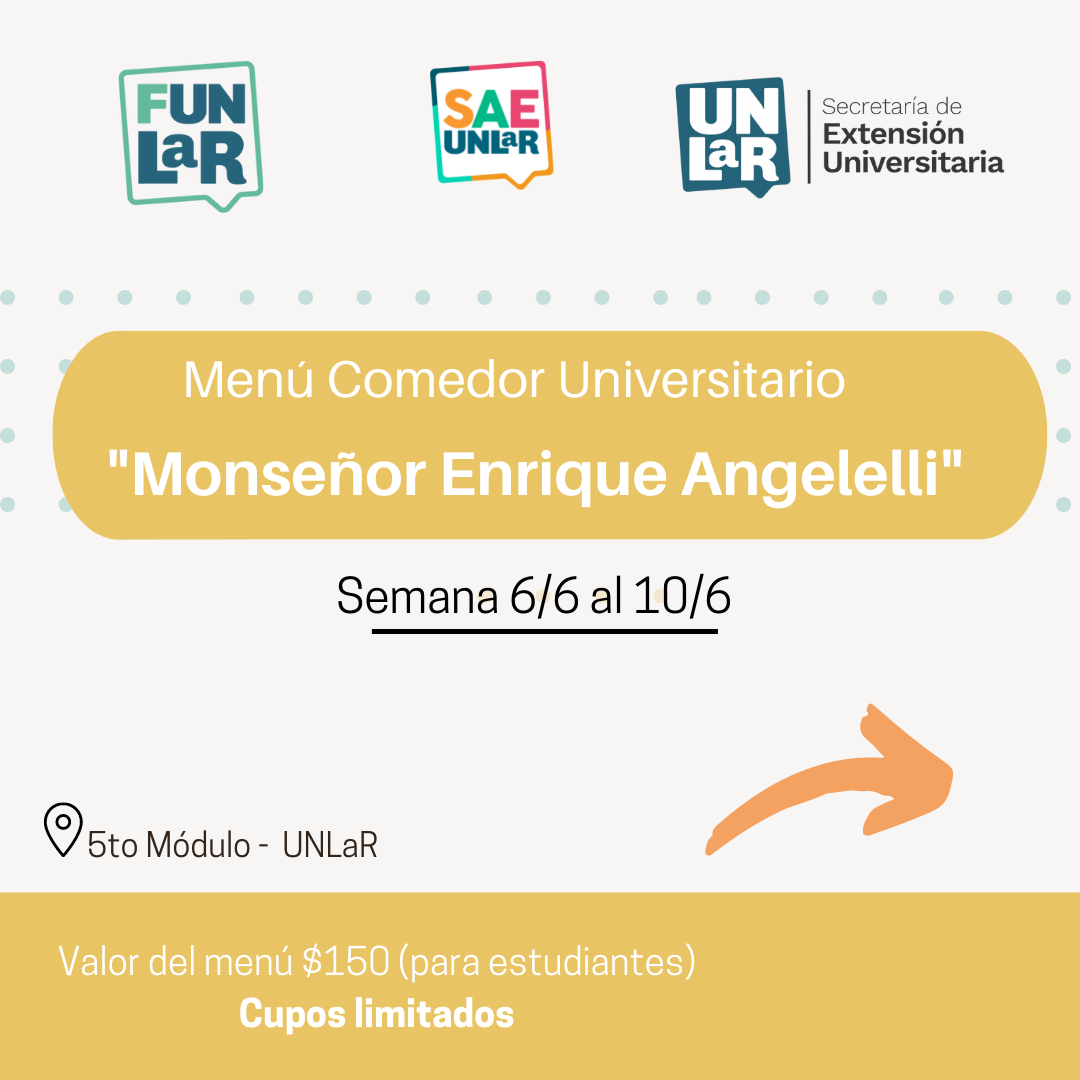 FUN
LaR
SAE
UNLaR
UN
LaR
Secretaría de
Extensión
Universitaria
Menú Comedor Universitario
"Monseñor Enrique Angelelli"
Semana 6/6 al 10/6
5to Módulo - UNLaR
Valor del menú $150 (para estudiantes)
Cupos limitados